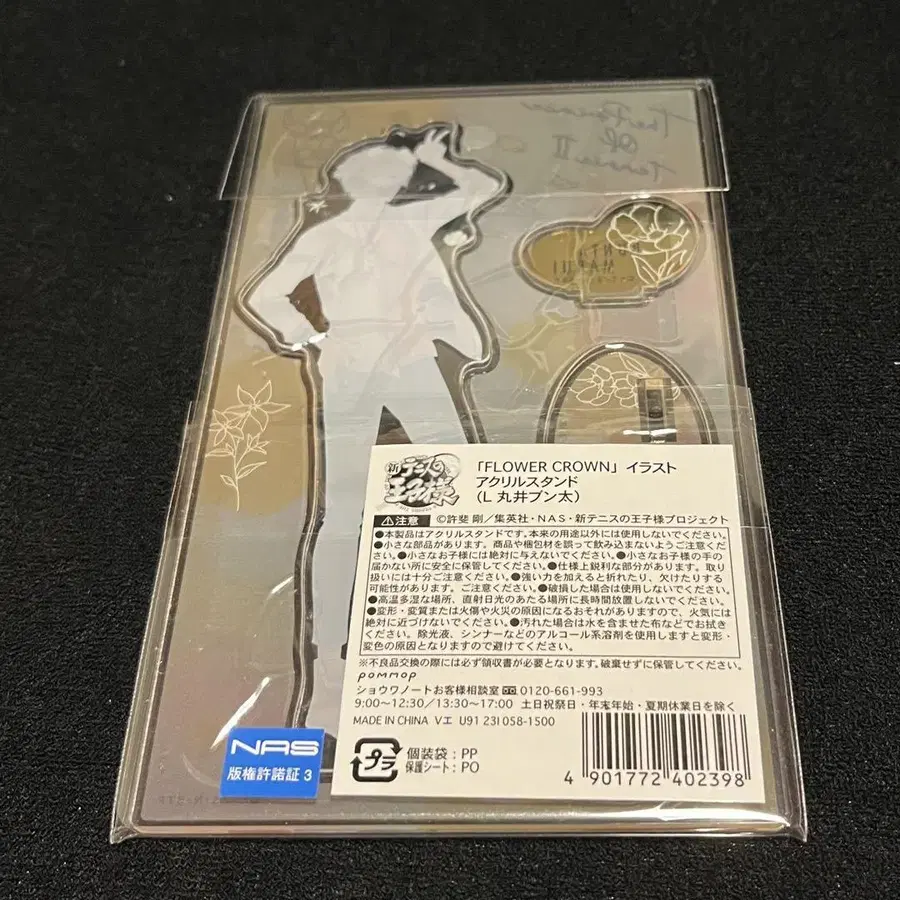 The Prince
Of
Tennis II
BUNTA
MARUI
新テニスの
王子様
「FLOWER CROWN」イラスト
アクリルスタンド
(L 丸井ブン太)
⚠注意 ©許斐 剛/集英社・NAS・新テニスの王子様プロジェクト
●本製品はアクリルスタンドです。本来の用途以外には使用しないでください。
●小さな部品があります。商品や梱包材を誤って飲み込まないようご注意くださ
い。●小さなお子様には絶対に与えないでください。●小さなお子様の手の
届かない所に安全に保管してください。●仕様上鋭利な部分があります。取り
扱いには十分ご注意ください。●強い力を加えると折れたり、欠けたりする
可能性があります。ご注意ください。●破損した場合は使用しないでください。
●高温多湿な場所、直射日光のあたる場所に長時間放置しないでください。
●変形・変質または火傷や火災の原因になるおそれがありますので、火気には
絶対に近づけないでください。●汚れた場合は水を含ませた布などでお拭き
ください。除光液、シンナーなどのアルコール系溶剤を使用しますと変形・
変色の原因となりますので避けてください。
※不良品交換の際には必ず領収書が必要となります。破棄せずに保管してください。
pommop
ショウワノートお客様相談室 0120-661-993
9:00~12:30/13:30~17:00 土日祝祭日・年末年始・夏期休業日を除く
MADE IN CHINA Vエ U91 23I 058-1500
プラ
個装袋:PP
保護シート:PO
4 901772 402398
NAS
版権許諾証 3